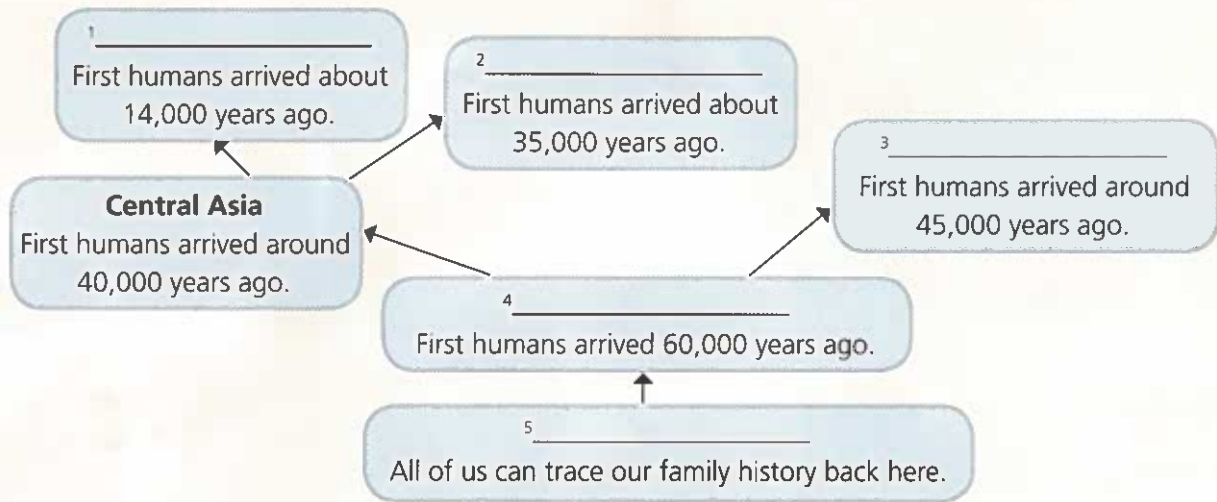 1
First humans arrived about
14,000 years ago.
2
First humans arrived about
35,000 years ago.
3
First humans arrived around
45,000 years ago.
Central Asia
First humans arrived around
40,000 years ago.
4
First humans arrived 60,000 years ago.
5
All of us can trace our family history back here.